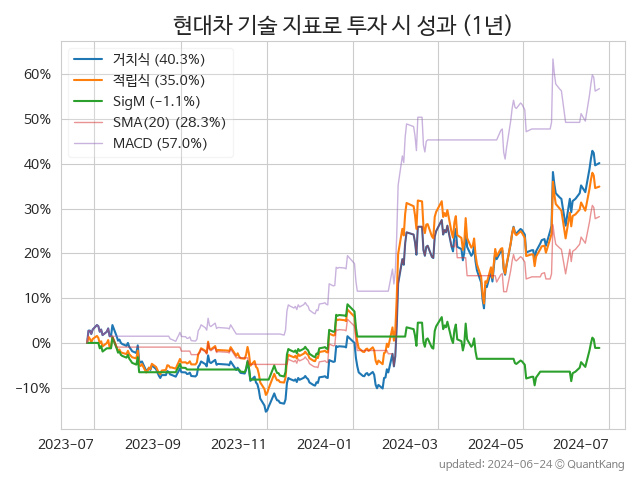 현대차 기술 지표로 투자 시 성과 (1년)
거치식 (40.3%)
적립식 (35.0%)
SigM (−1.1%)
SMA(20) (28.3%)
MACD (57.0%)
60%
50%
40%
30%
20%
10%
0%
−10%
2023-07 2023-09 2023-11 2024-01 2024-03 2024-05 2024-07
updated: 2024-06-24 © QuantKang